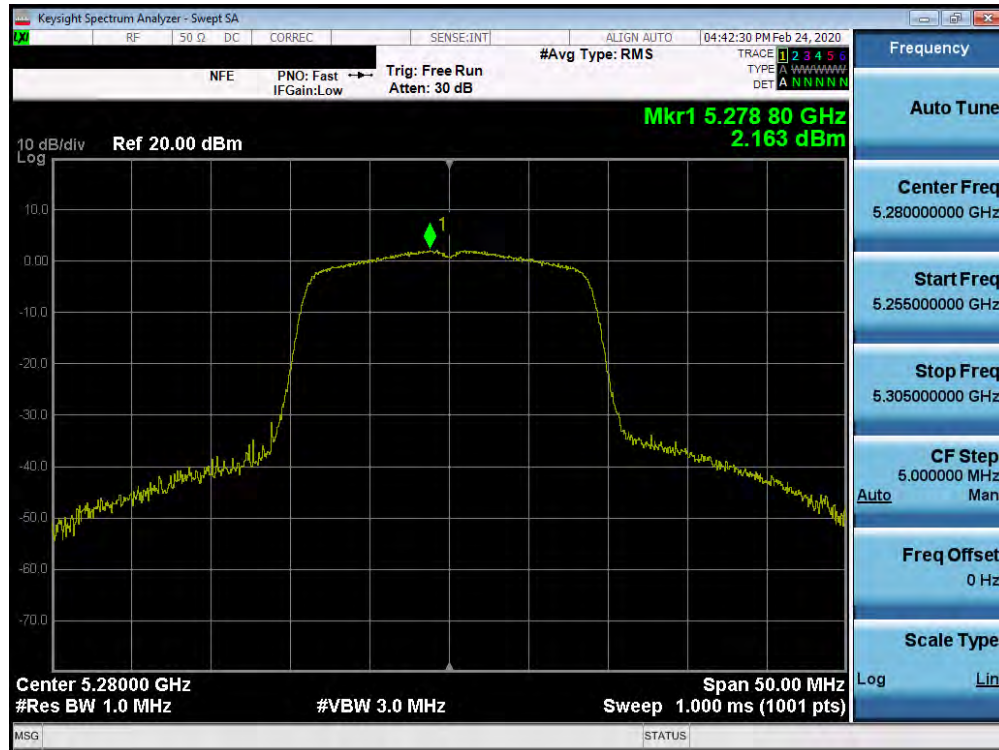 Keysight Spectrum Analyzer - Swept SA
LXI RF 50 Ω DC CORREC SENSE:INT ALIGN AUTO 04:42:30 PM Feb 24, 2020
#Avg Type: RMS TRACE 1 2 3 4 5 6
NFE PNO: Fast Trig: Free Run TYPE A WWWWWW
IFGain:Low Atten: 30 dB DET A N N N N N
Mkr1 5.278 80 GHz
10 dB/div Ref 20.00 dBm 2.163 dBm
Log
1
10.0
0.00
-10.0
-20.0
-30.0
-40.0
-50.0
-60.0
-70.0
Center 5.28000 GHz Span 50.00 MHz
#Res BW 1.0 MHz #VBW 3.0 MHz Sweep 1.000 ms (1001 pts)
MSG STATUS
Frequency
Auto Tune
Center Freq
5.280000000 GHz
Start Freq
5.255000000 GHz
Stop Freq
5.305000000 GHz
CF Step
5.000000 MHz
Auto Man
Freq Offset
0 Hz
Scale Type
Log Lin